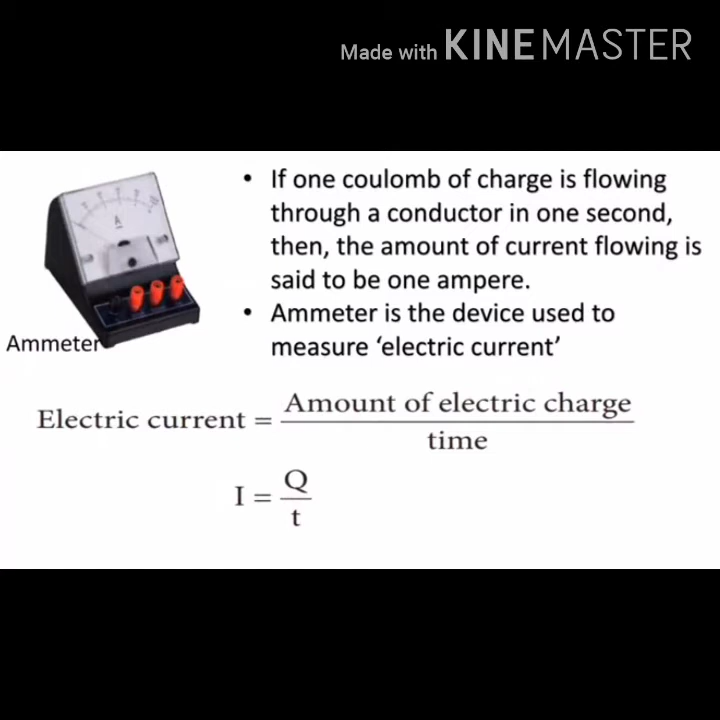 Made with KINEMASTER
• If one coulomb of charge is flowing
through a conductor in one second,
then, the amount of current flowing is
said to be one ampere.
• Ammeter is the device used to
measure ‘electric current’
A
Ammeter
Electric current = Amount of electric charge
time
I = Q
t